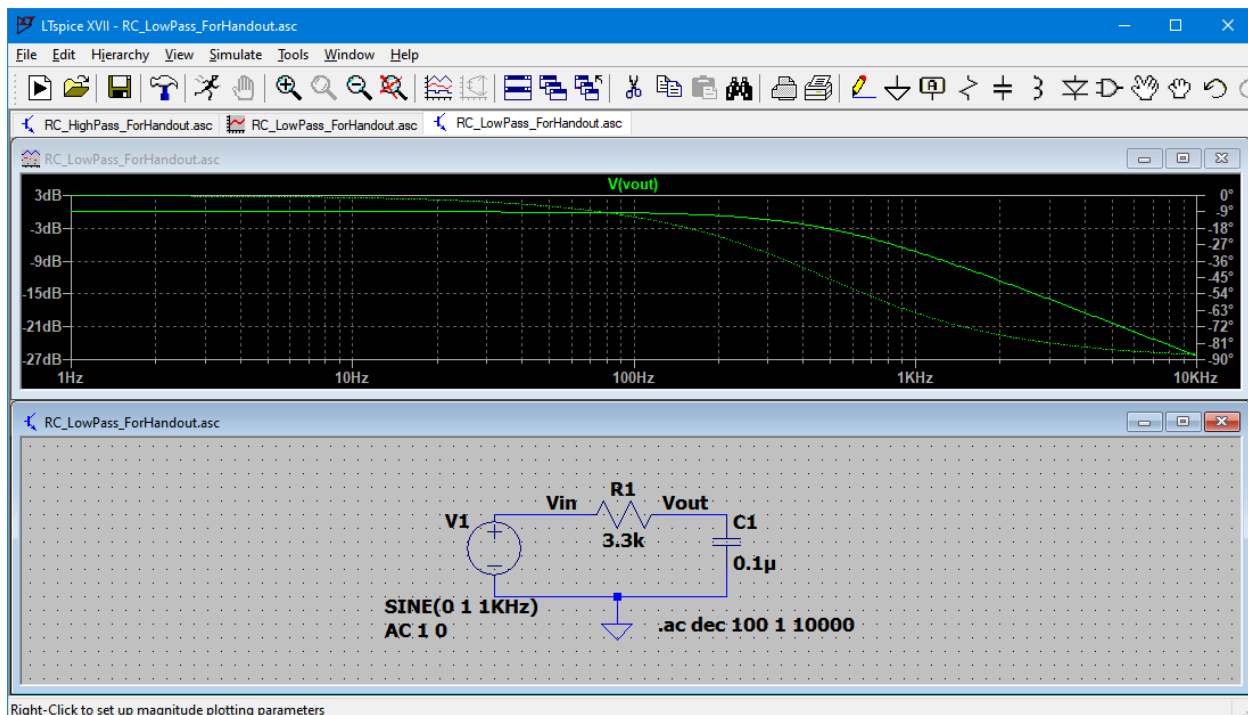 LTspice XVII - RC_LowPass_ForHandout.asc
File Edit Hierarchy View Simulate Tools Window Help
RC_HighPass_ForHandout.asc RC_LowPass_ForHandout.asc RC_LowPass_ForHandout.asc
RC_LowPass_ForHandout.asc
V(vout)
3dB
-3dB
-9dB
-15dB
-21dB
-27dB
0°
-9°
-18°
-27°
-36°
-45°
-54°
-63°
-72°
-81°
-90°
1Hz 10Hz 100Hz 1KHz 10KHz
RC_LowPass_ForHandout.asc
R1
Vin Vout
V1 C1
3.3k
0.1µ
SINE(0 1 1KHz)
AC 1 0
.ac dec 100 1 10000
Right-Click to set up magnitude plotting parameters